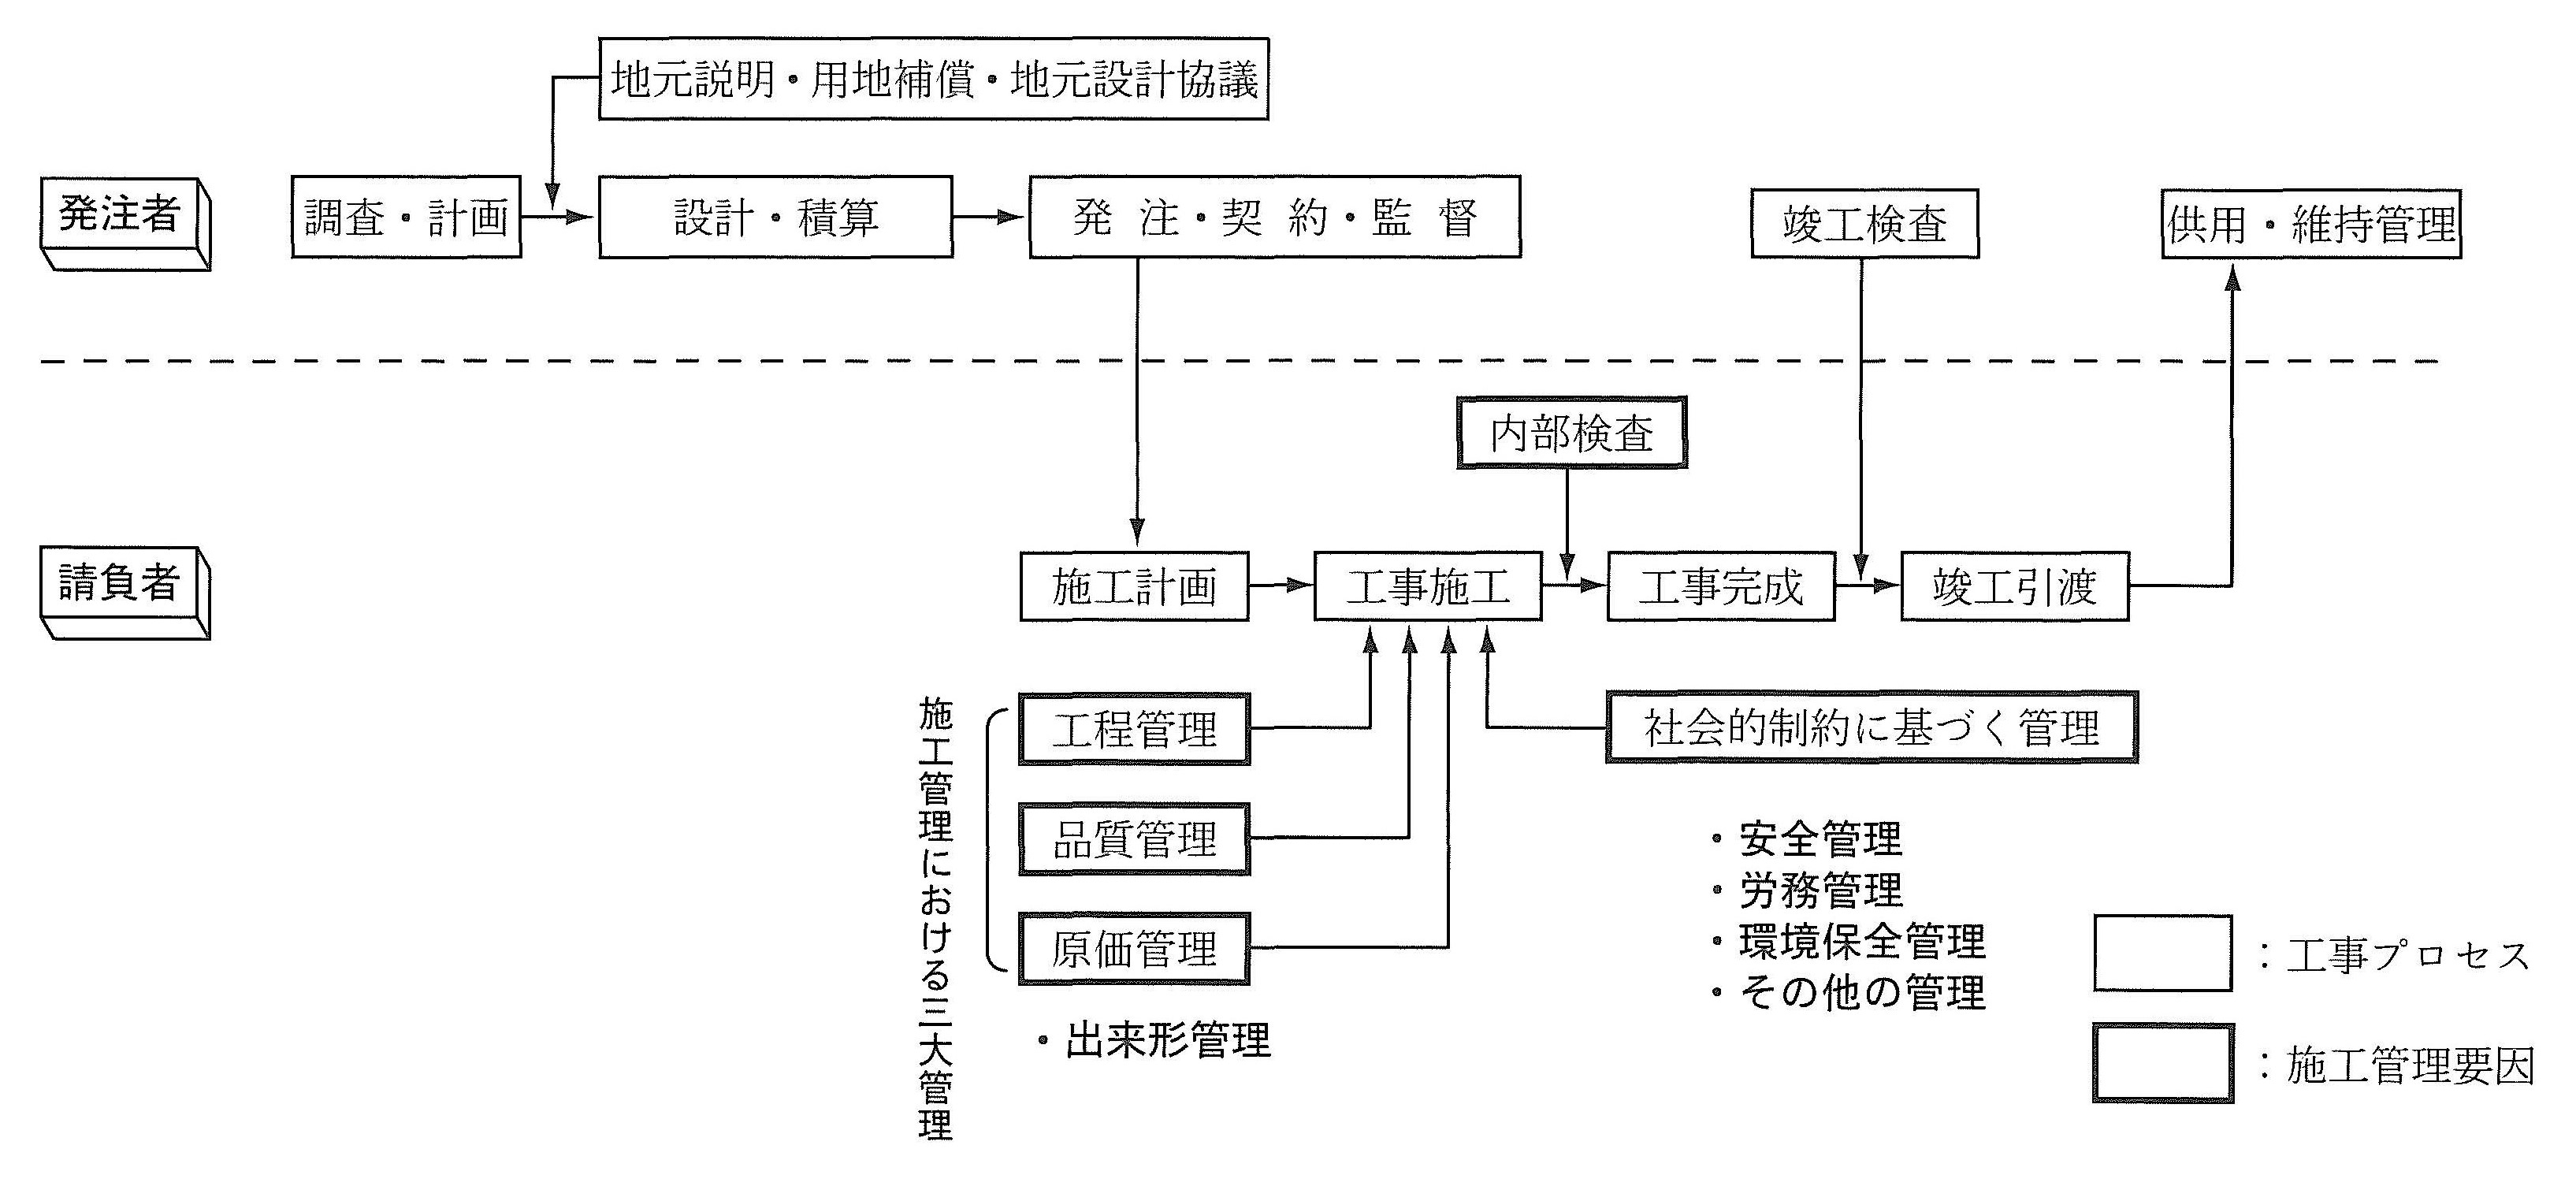 地元説明・用地補償・地元設計協議
発注者
調査・計画
設計・積算
発注・契約・監督
竣工検査
供用・維持管理
内部検査
請負者
施工計画
工事施工
工事完成
竣工引渡
施工管理における三大管理
工程管理
品質管理
原価管理
・出来形管理
社会的制約に基づく管理
・安全管理
・労務管理
・環境保全管理
・その他の管理
：工事プロセス
：施工管理要因